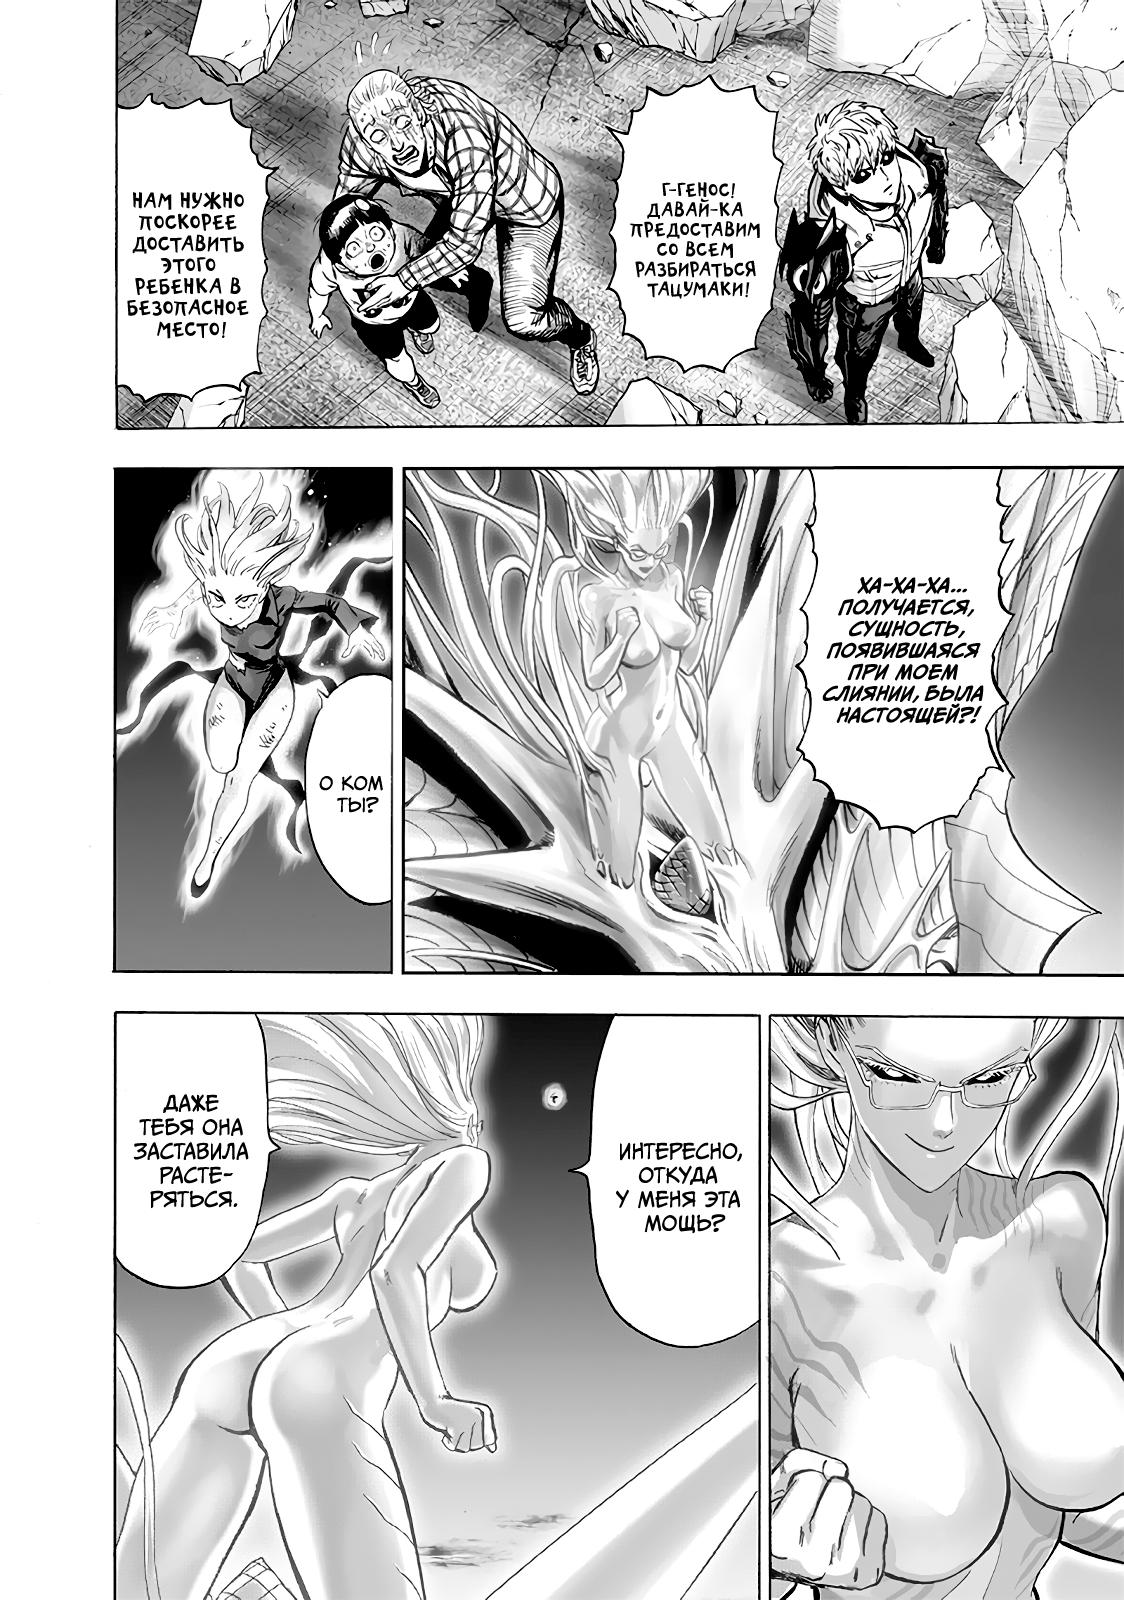 Г-ГЕНОС!
ДАВАЙ-КА
ПРЕДОСТАВИМ
СО ВСЕМ
РАЗБИРАТЬСЯ
ТАЦУМАКИ!
НАМ НУЖНО
ПОСКОРЕЕ
ДОСТАВИТЬ
ЭТОГО
РЕБЕНКА В
БЕЗОПАСНОЕ
МЕСТО!
ХА-ХА-ХА...
ПОЛУЧАЕТСЯ,
СУЩНОСТЬ,
ПОЯВИВШАЯСЯ
ПРИ МОЕМ
СЛИЯНИИ, БЫЛА
НАСТОЯЩЕЙ?!
О КОМ
ТЫ?
ИНТЕРЕСНО,
ОТКУДА
У МЕНЯ ЭТА
МОЩЬ?
ДАЖЕ
ТЕБЯ ОНА
ЗАСТАВИЛА
РАСТЕ-
РЯТЬСЯ.